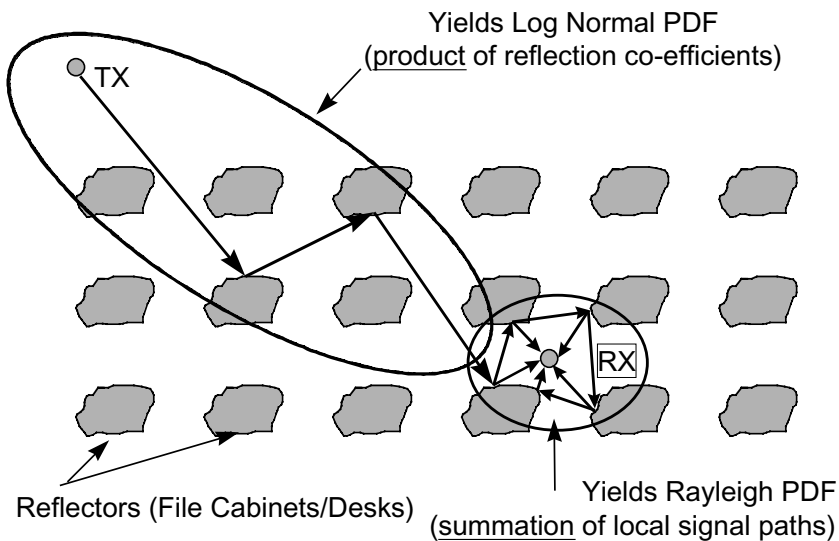 Yields Log Normal PDF
(product of reflection co-efficients)
TX
RX
Reflectors (File Cabinets/Desks)
Yields Rayleigh PDF
(summation of local signal paths)